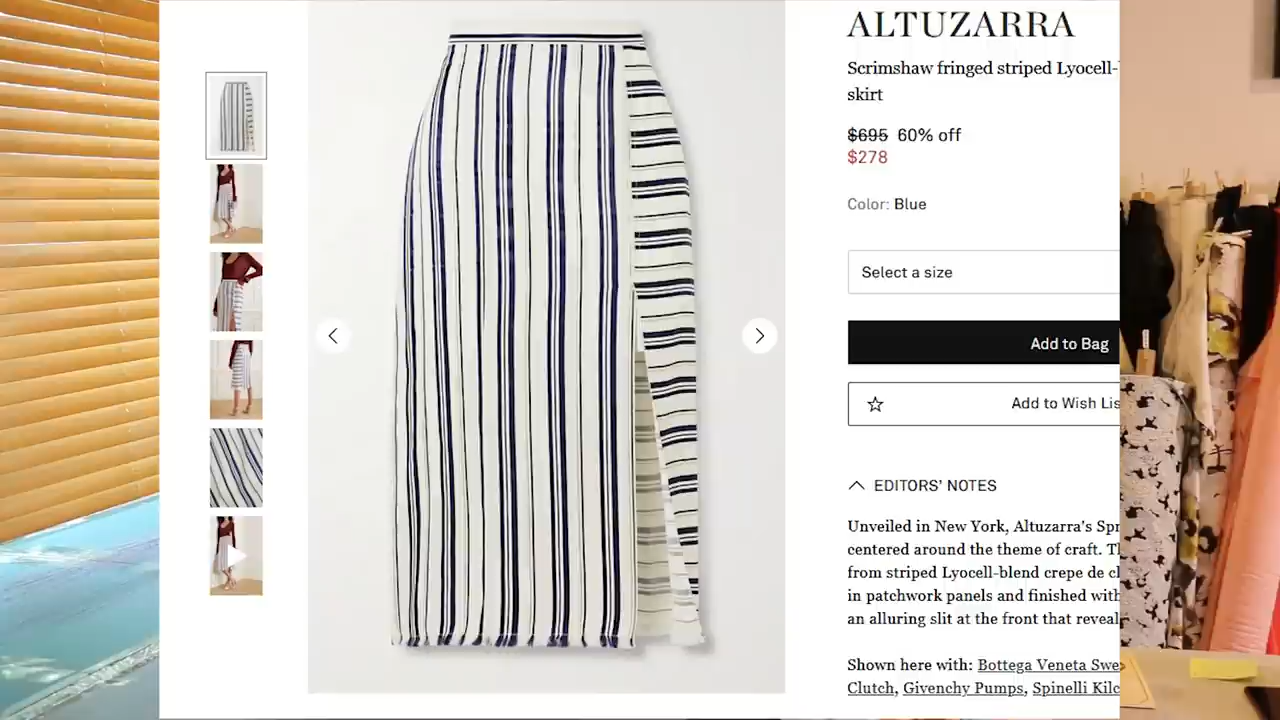 ALTUZARRA
Scrimshaw fringed striped Lyocell-
skirt
$695 60% off
$278
Color: Blue
Select a size
Add to Bag
Add to Wish Lis
EDITORS' NOTES
Unveiled in New York, Altuzarra's Spr
centered around the theme of craft. Th
from striped Lyocell-blend crepe de cl
in patchwork panels and finished with
an alluring slit at the front that reveal
Shown here with: Bottega Veneta Swe
Clutch, Givenchy Pumps, Spinelli Kilc